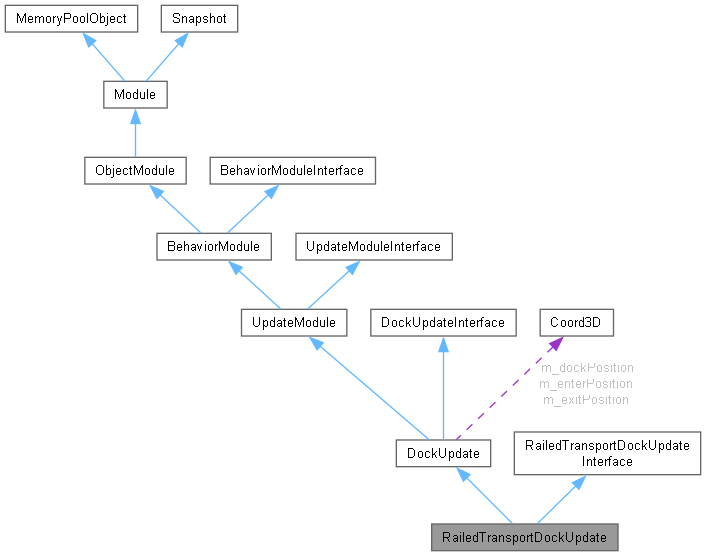 MemoryPoolObject
Snapshot
Module
ObjectModule
BehaviorModuleInterface
BehaviorModule
UpdateModuleInterface
UpdateModule
DockUpdateInterface
Coord3D
m_dockPosition
m_enterPosition
m_exitPosition
DockUpdate
RailedTransportDockUpdate
Interface
RailedTransportDockUpdate